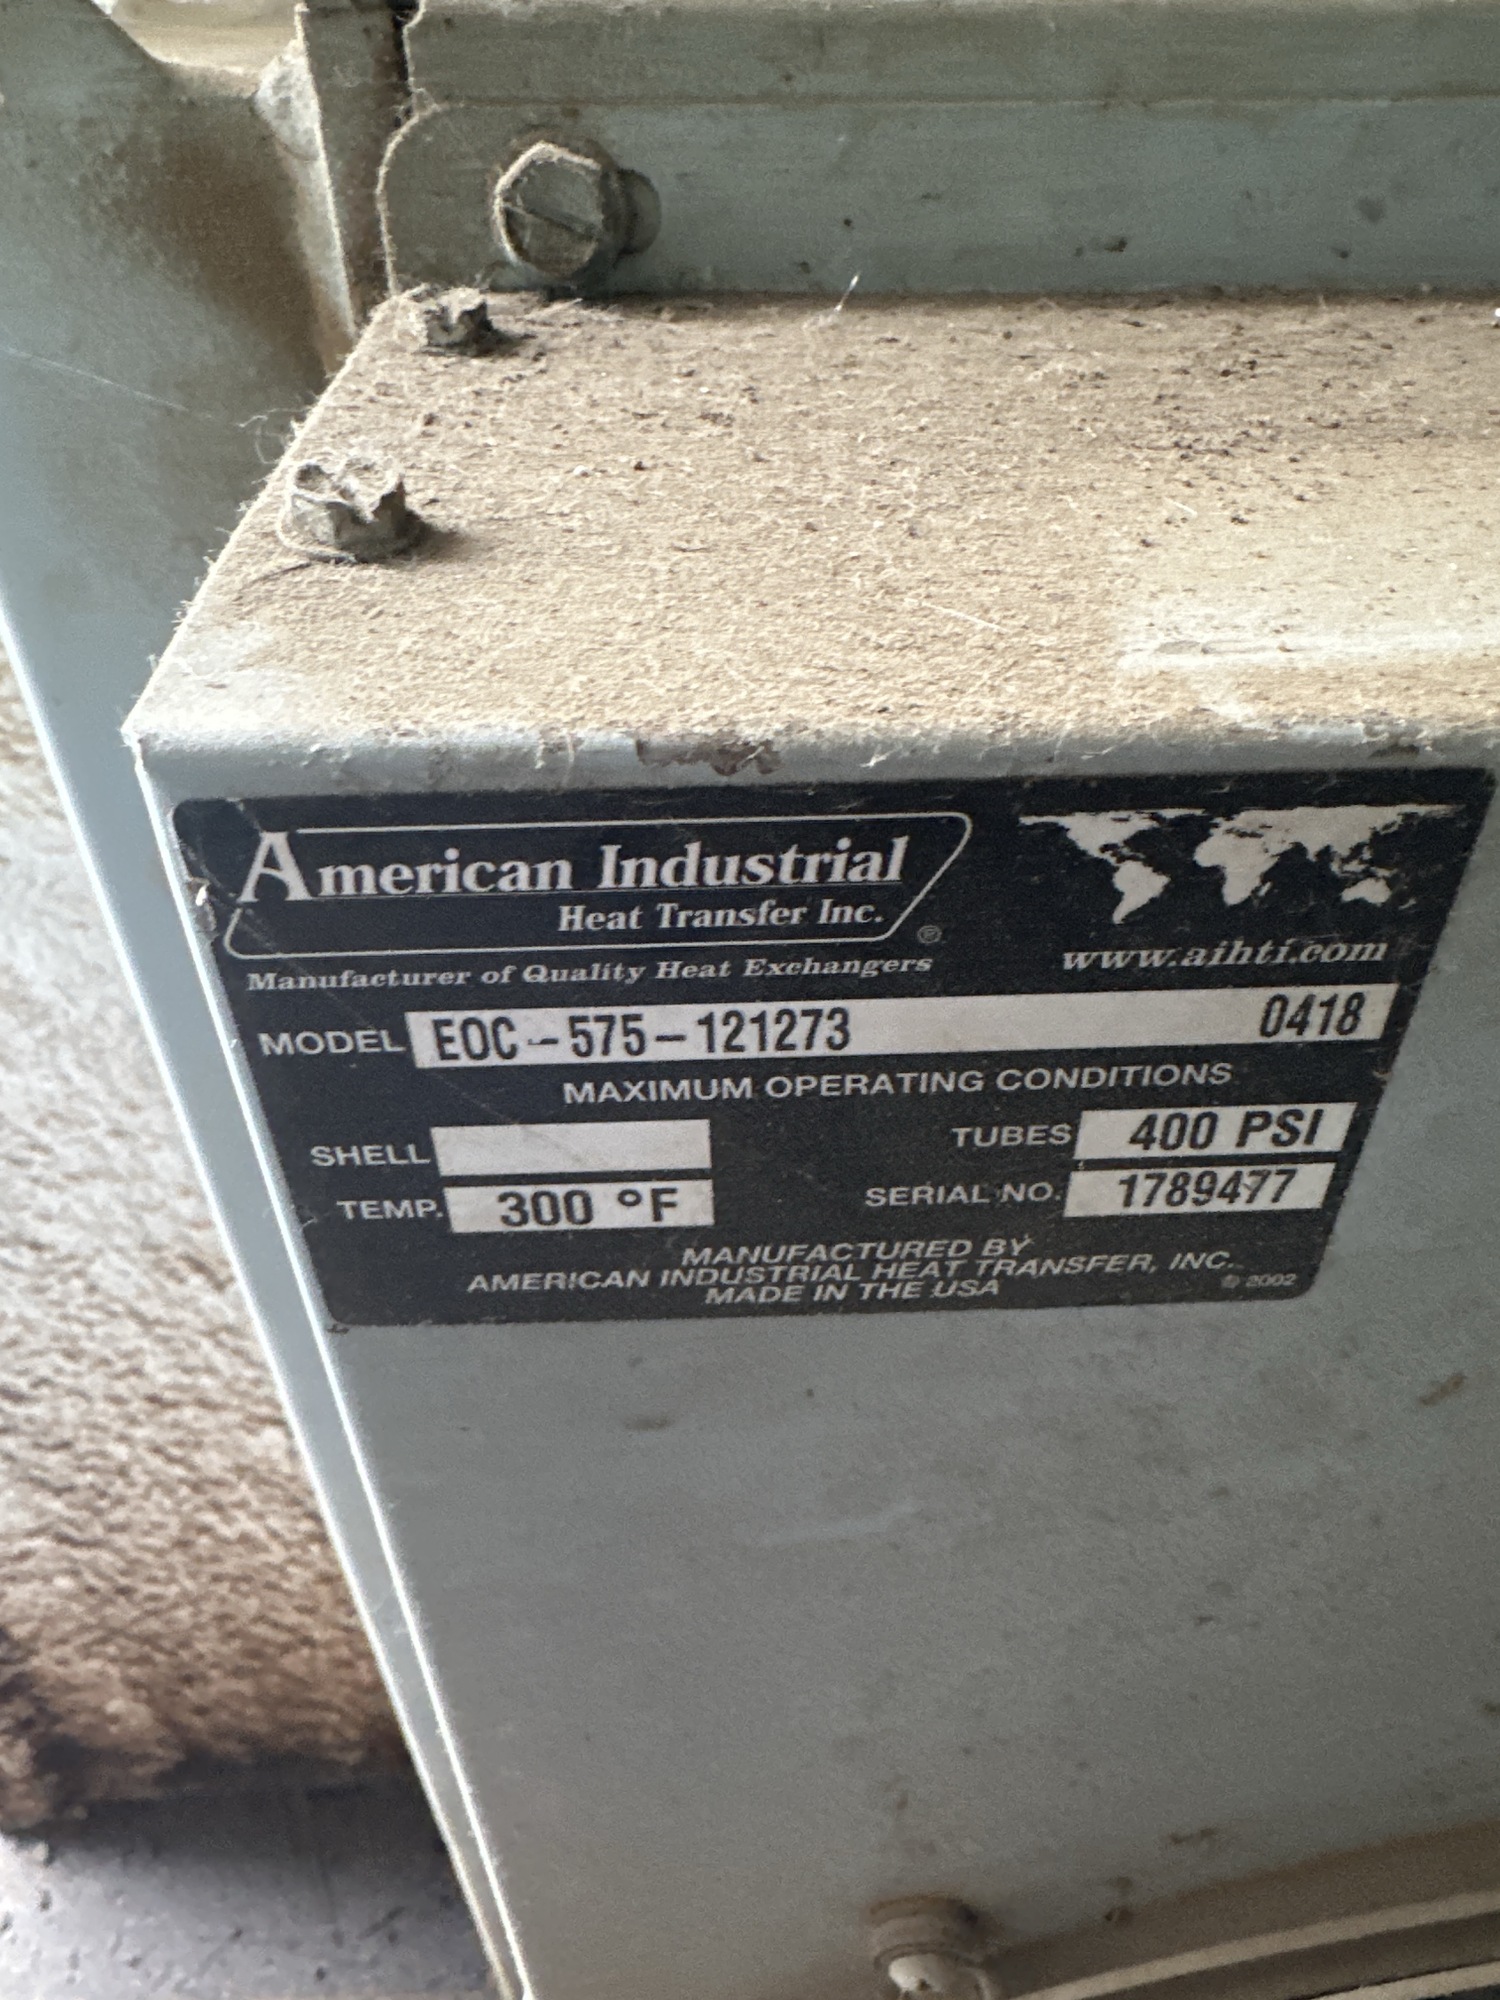 American Industrial
Heat Transfer Inc.
®
Manufacturer of Quality Heat Exchangers
www.aihti.com
MODEL EOC-575-121273 0418
MAXIMUM OPERATING CONDITIONS
SHELL TUBES 400 PSI
TEMP. 300 °F SERIAL NO. 1789477
MANUFACTURED BY
AMERICAN INDUSTRIAL HEAT TRANSFER, INC.
MADE IN THE USA © 2002